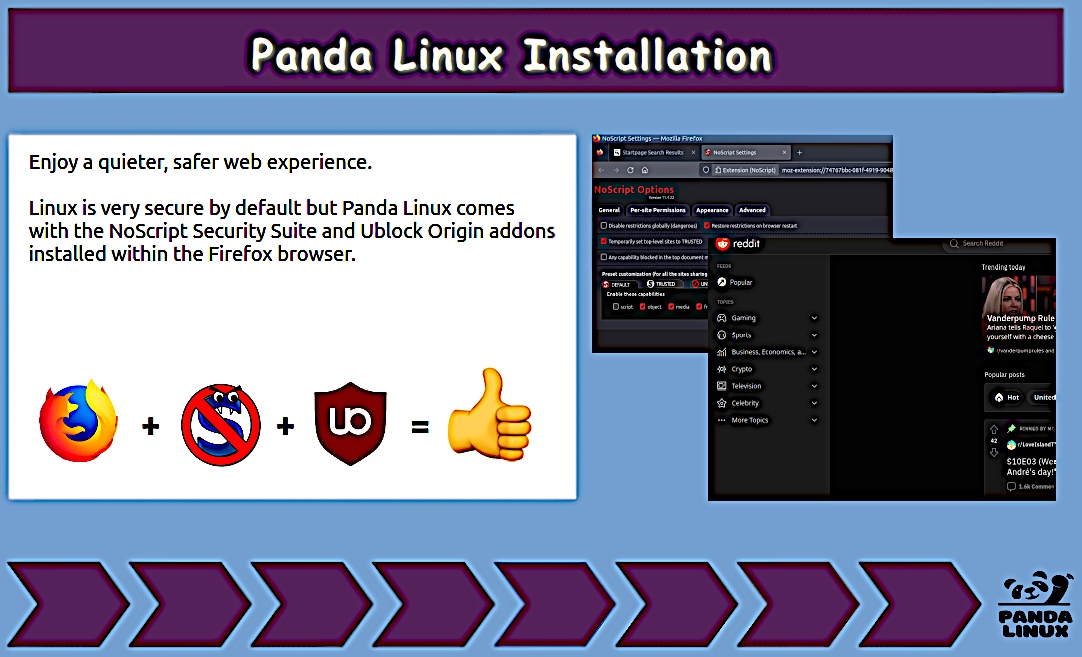 Panda Linux Installation
Enjoy a quieter, safer web experience.
Linux is very secure by default but Panda Linux comes
with the NoScript Security Suite and Ublock Origin addons
installed within the Firefox browser.
+ + =
NoScript Settings — Mozilla Firefox
Startpage Search Results × NoScript Settings × +
Extension (NoScript) moz-extension://74767bbc-081f-4919-9048
NoScript Options
General Per-site Permissions Appearance Advanced
Disable restrictions globally (dangerous) Restore restrictions on browser restart
Temporarily set top-level sites to TRUSTED
Any capability blocked in the top document m
Preset customization (for all the sites sharing
DEFAULT TRUSTED UN
Enable these capabilities
script object media fr
reddit
Search Reddit
FEEDS
Popular
TOPICS
Gaming
Sports
Business, Economics, a...
Crypto
Television
Celebrity
More Topics
Trending today
Vanderpump Rule
Ariana tells Raquel to
yourself with a cheese
r/vanderpumprules and
Popular posts
Hot United
42
PINNED BY
r/LoveIslandT
S10E03 (We
André's day!"
1.6k Commen
PANDA
LINUX